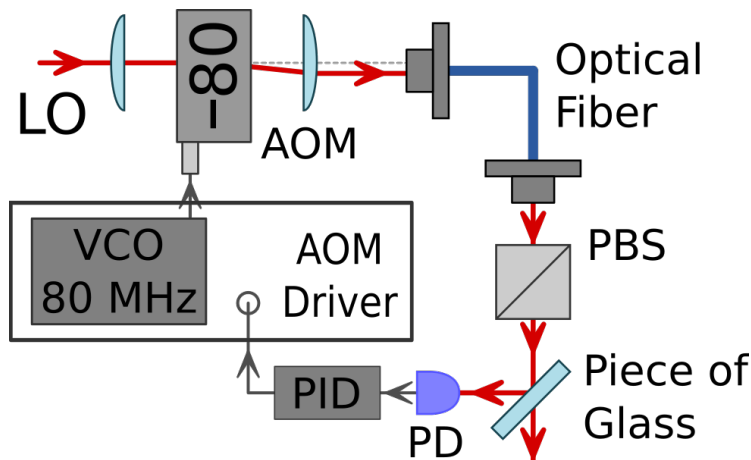 -80
Optical
Fiber
LO
AOM
VCO
80 MHz
AOM
Driver
PBS
PID
PD
Piece of
Glass